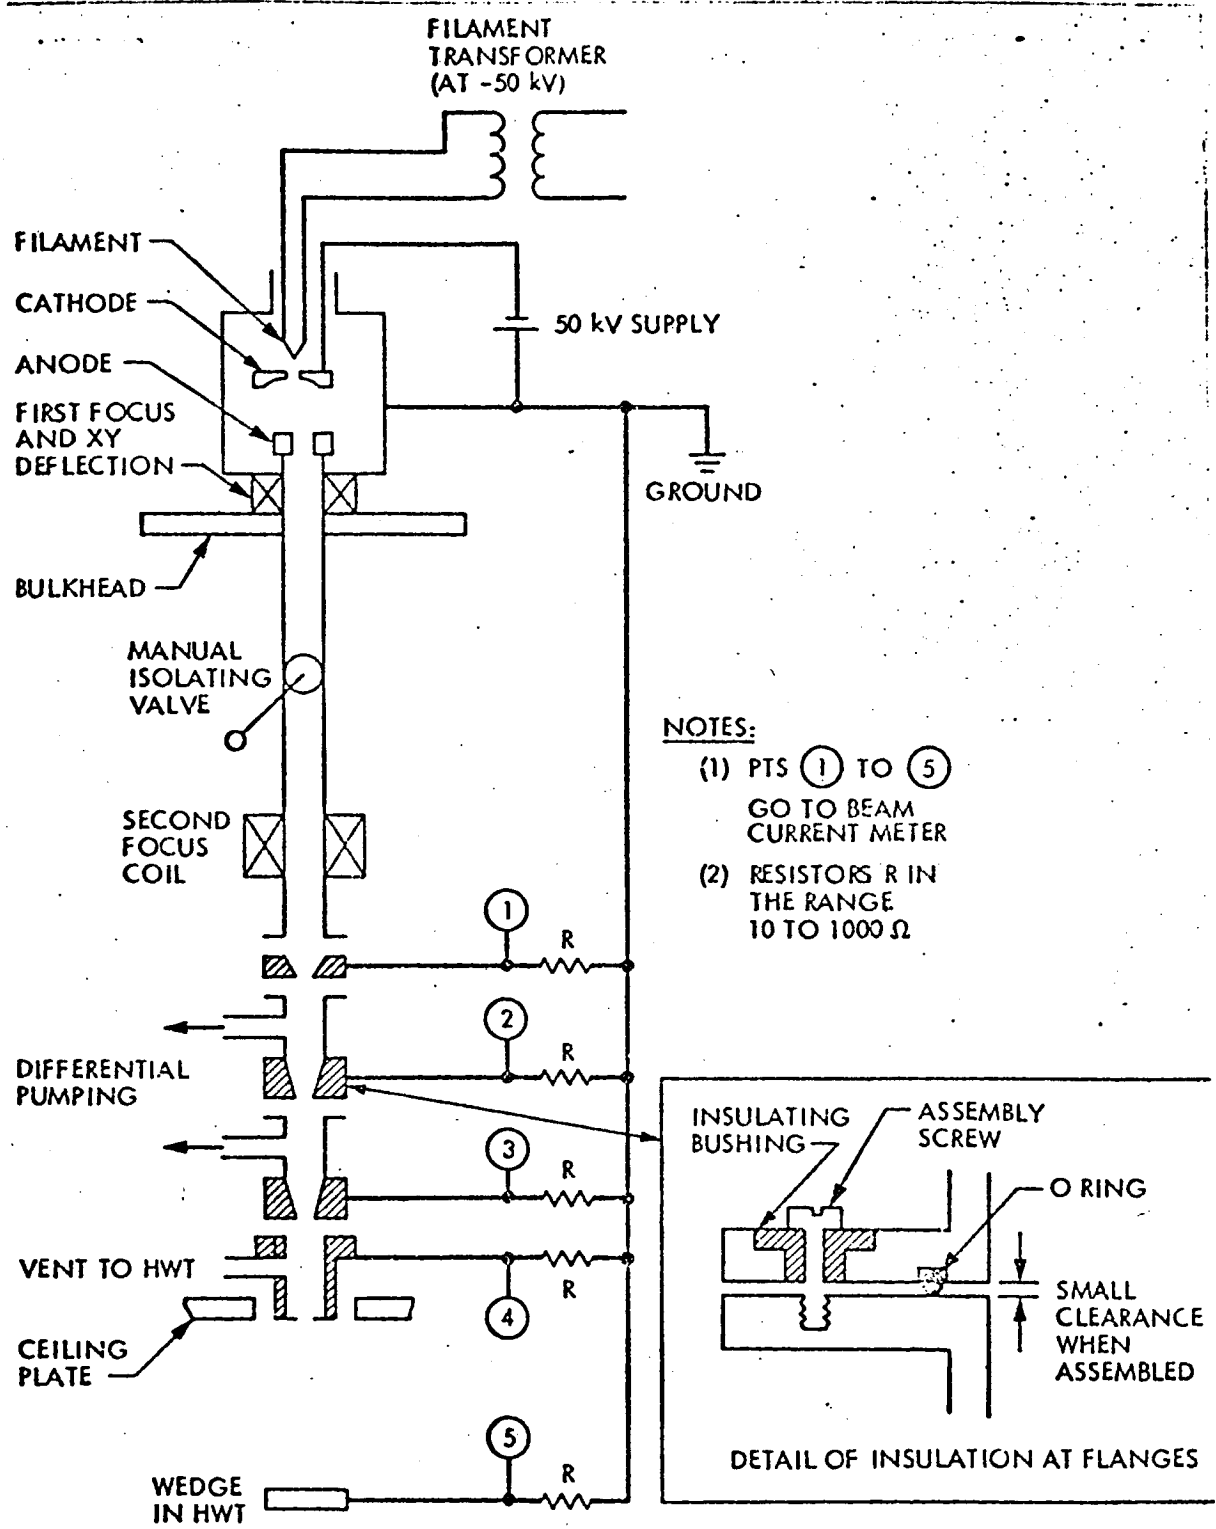 FILAMENT
TRANSFORMER
(AT -50 kV)
FILAMENT
CATHODE
50 kV SUPPLY
ANODE
FIRST FOCUS
AND XY
DEFLECTION
GROUND
BULKHEAD
MANUAL
ISOLATING
VALVE
NOTES:
(1) PTS 1 TO 5
GO TO BEAM
CURRENT METER
(2) RESISTORS R IN
THE RANGE
10 TO 1000 Ω
SECOND
FOCUS
COIL
1
R
2
R
DIFFERENTIAL
PUMPING
3
R
VENT TO HWT
R
4
CEILING
PLATE
5
R
WEDGE
IN HWT
INSULATING
BUSHING
ASSEMBLY
SCREW
O RING
SMALL
CLEARANCE
WHEN
ASSEMBLED
DETAIL OF INSULATION AT FLANGES